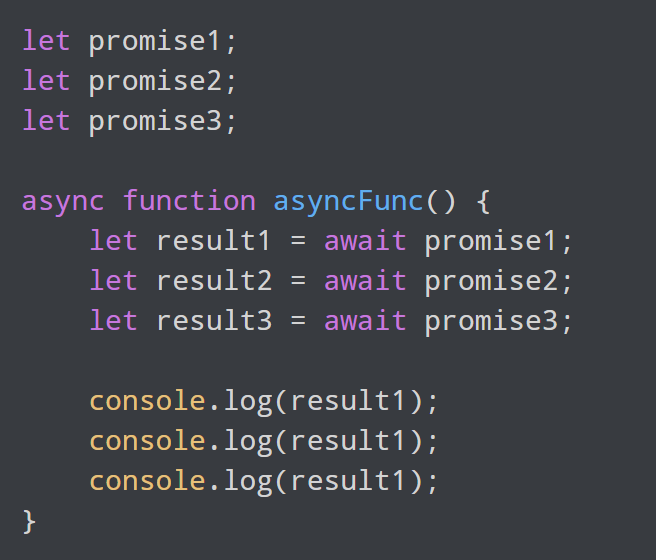 let promise1;
let promise2;
let promise3;

async function asyncFunc() {
    let result1 = await promise1;
    let result2 = await promise2;
    let result3 = await promise3;

    console.log(result1);
    console.log(result1);
    console.log(result1);
}